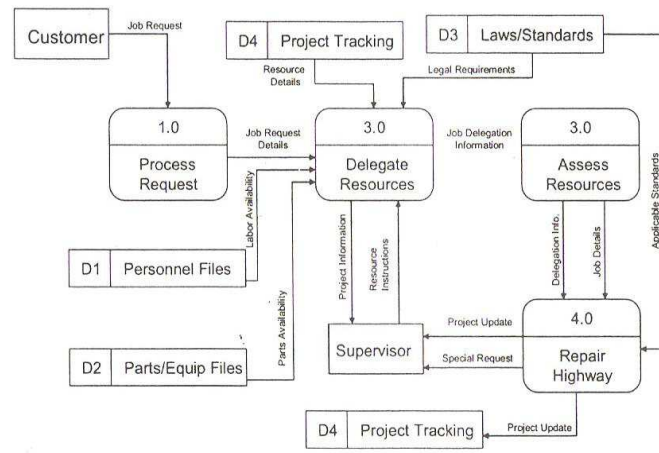 Customer
Job Request
D4 Project Tracking
D3 Laws/Standards
Resource
Details
Legal Requirements
1.0
Process
Request
Job Request
Details
3.0
Delegate
Resources
Job Delegation
Information
3.0
Assess
Resources
Applicable Standards
Labor Availability
D1 Personnel Files
Parts Availability
Project Information
Resource
Instructions
Delegation Info.
Job Details
D2 Parts/Equip Files
Supervisor
Project Update
Special Request
4.0
Repair
Highway
D4 Project Tracking
Project Update